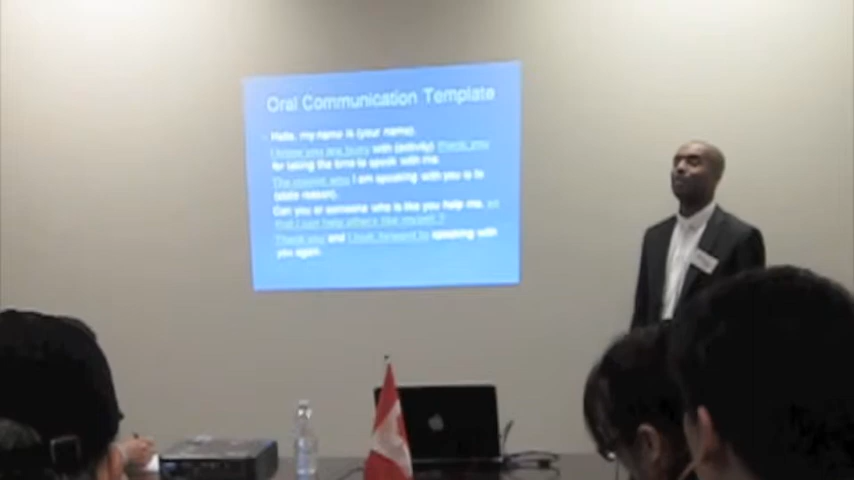 Oral Communication Template
Hello, my name is (your name).
I know you are busy with (activity) thank you
for taking the time to speak with me.
The reason why I am speaking with you is to
(state reason).
Can you or someone who is like you help me, so
that I can help others like myself.?
Thank you and I look forward to speaking with
you again.